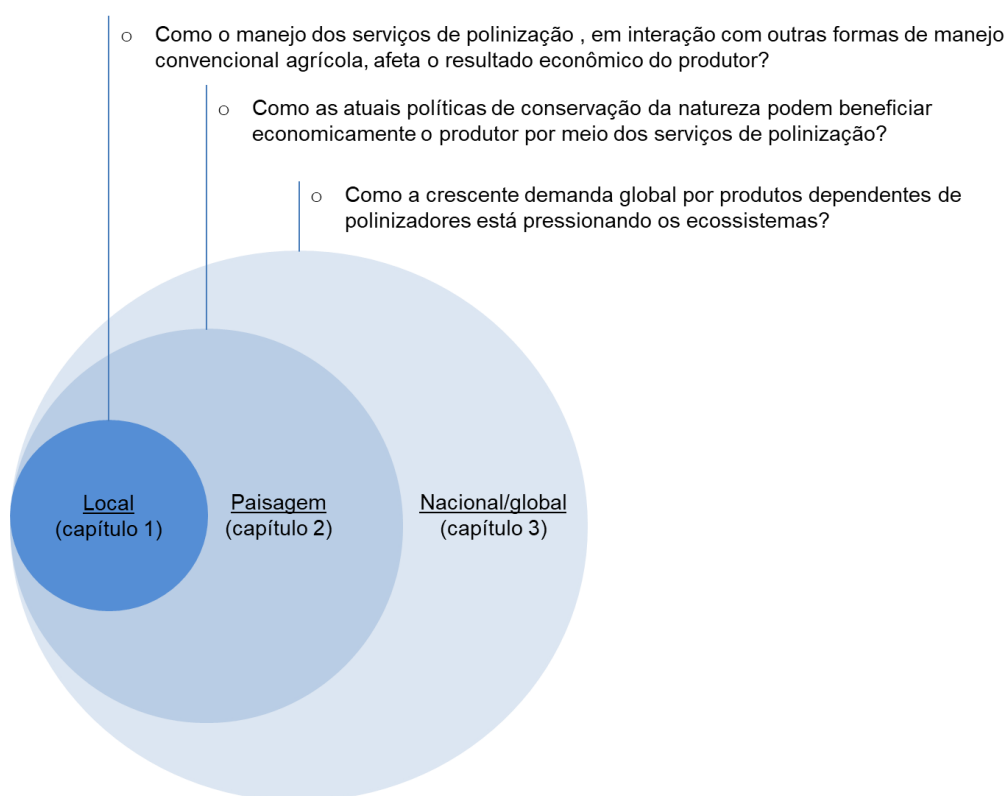 ○ Como o manejo dos serviços de polinização , em interação com outras formas de manejo
convencional agrícola, afeta o resultado econômico do produtor?
○ Como as atuais políticas de conservação da natureza podem beneficiar
economicamente o produtor por meio dos serviços de polinização?
○ Como a crescente demanda global por produtos dependentes de
polinizadores está pressionando os ecossistemas?
Local
(capítulo 1)
Paisagem
(capítulo 2)
Nacional/global
(capítulo 3)